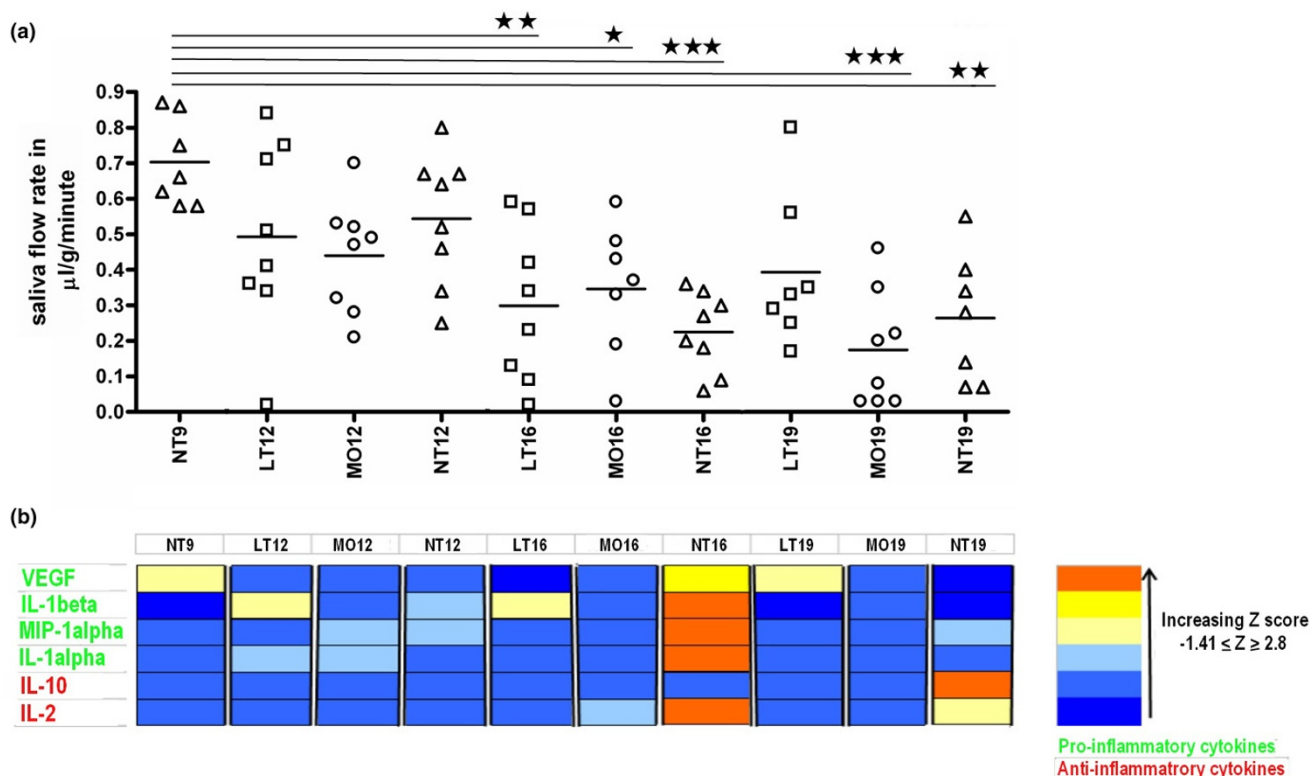 (a)
★★
★
★★★
★★★
★★
saliva flow rate in
µl/g/minute
0.9
0.8
0.7
0.6
0.5
0.4
0.3
0.2
0.1
0.0
NT9 LT12 MO12 NT12 LT16 MO16 NT16 LT19 MO19 NT19
(b)
NT9 LT12 MO12 NT12 LT16 MO16 NT16 LT19 MO19 NT19
VEGF
IL-1beta
MIP-1alpha
IL-1alpha
IL-10
IL-2
Increasing Z score
-1.41 ≤ Z ≥ 2.8
Pro-inflammatory cytokines
Anti-inflammatrory cytokines